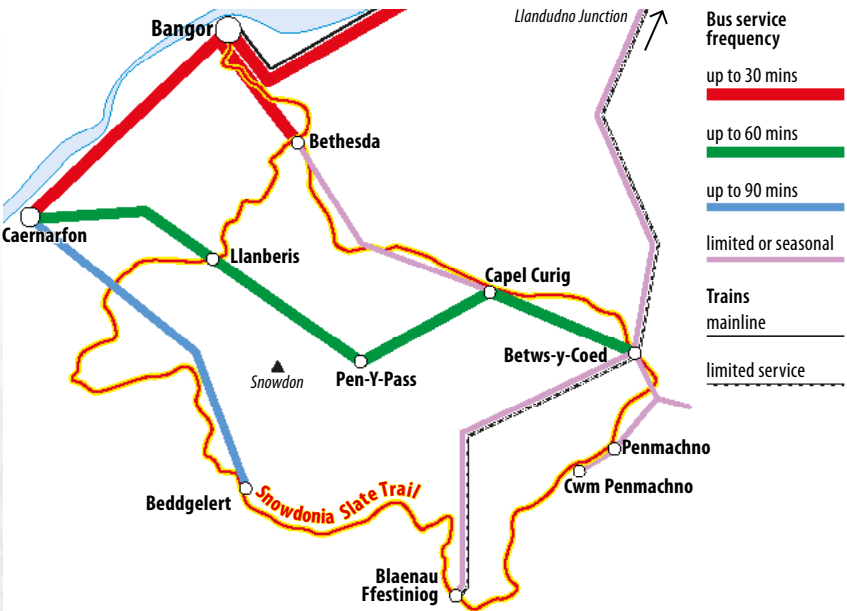 Llandudno Junction
Bangor
Bethesda
Caernarfon
Llanberis
Capel Curig
Betws-y-Coed
Snowdon
Pen-Y-Pass
Penmachno
Cwm Penmachno
Beddgelert
Snowdonia Slate Trail
Blaenau
Ffestiniog
Bus service
frequency
up to 30 mins
up to 60 mins
up to 90 mins
limited or seasonal
Trains
mainline
limited service